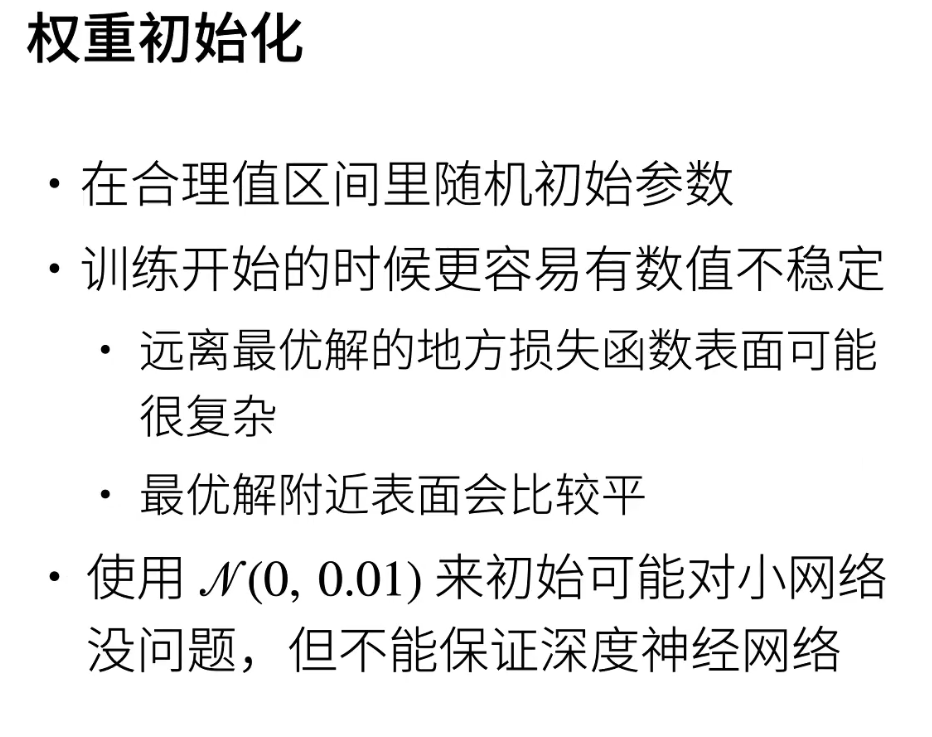 权重初始化
• 在合理值区间里随机初始参数
• 训练开始的时候更容易有数值不稳定
• 远离最优解的地方损失函数表面可能
很复杂
• 最优解附近表面会比较平
• 使用 𝒩(0, 0.01) 来初始可能对小网络
没问题，但不能保证深度神经网络